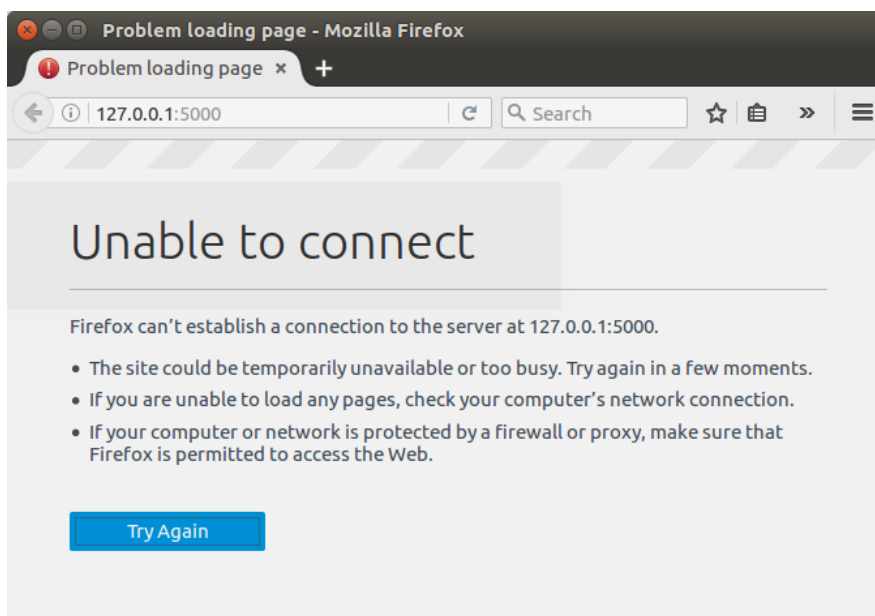 Problem loading page - Mozilla Firefox
Problem loading page
127.0.0.1:5000
Search
Unable to connect
Firefox can’t establish a connection to the server at 127.0.0.1:5000.
• The site could be temporarily unavailable or too busy. Try again in a few moments.
• If you are unable to load any pages, check your computer’s network connection.
• If your computer or network is protected by a firewall or proxy, make sure that
Firefox is permitted to access the Web.
Try Again